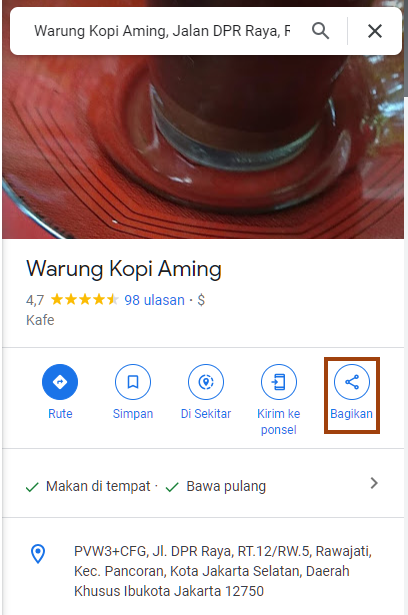 Warung Kopi Aming, Jalan DPR Raya, R
Warung Kopi Aming
4,7 98 ulasan · $
Kafe
Rute
Simpan
Di Sekitar
Kirim ke
ponsel
Bagikan
Makan di tempat · Bawa pulang
PVW3+CFG, Jl. DPR Raya, RT.12/RW.5, Rawajati,
Kec. Pancoran, Kota Jakarta Selatan, Daerah
Khusus Ibukota Jakarta 12750